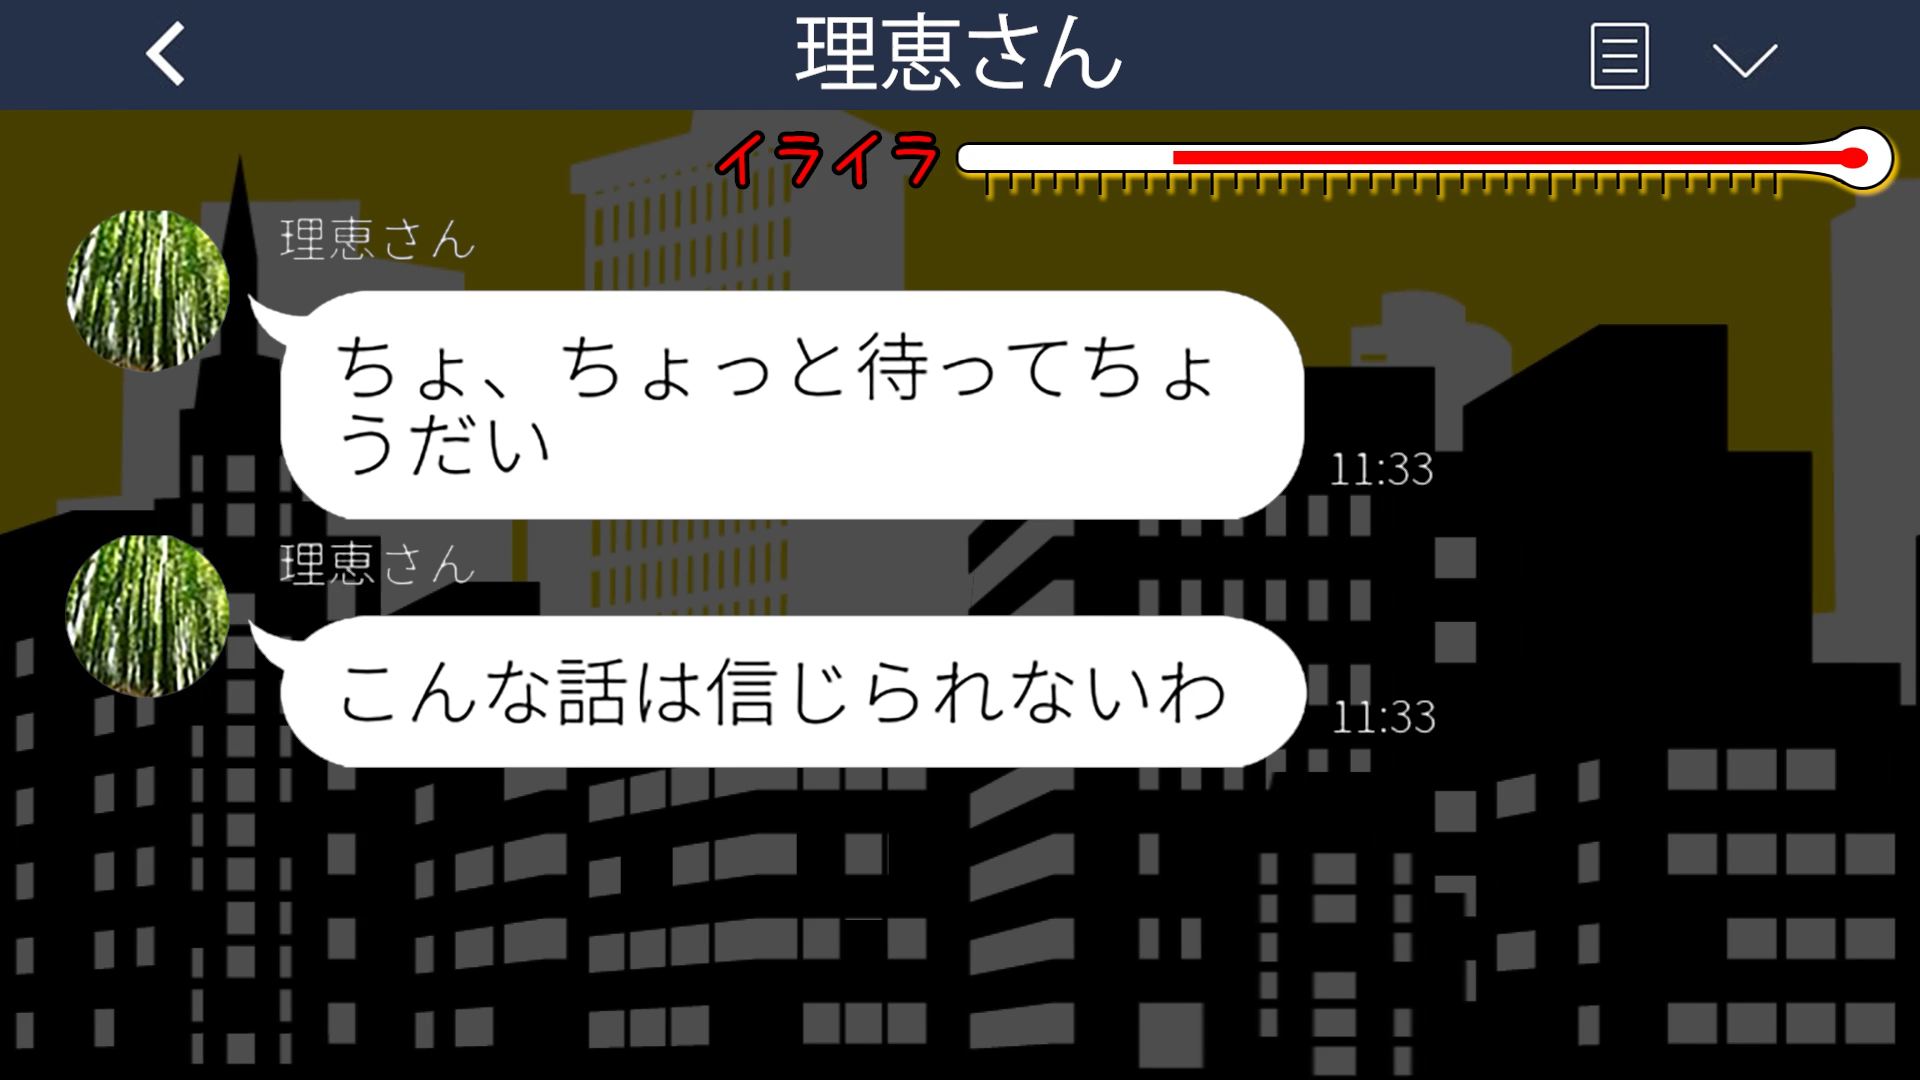 理恵さん
イライラ
理恵さん
ちょ、ちょっと待ってちょ
うだい
11:33
理恵さん
こんな話は信じられないわ
11:33